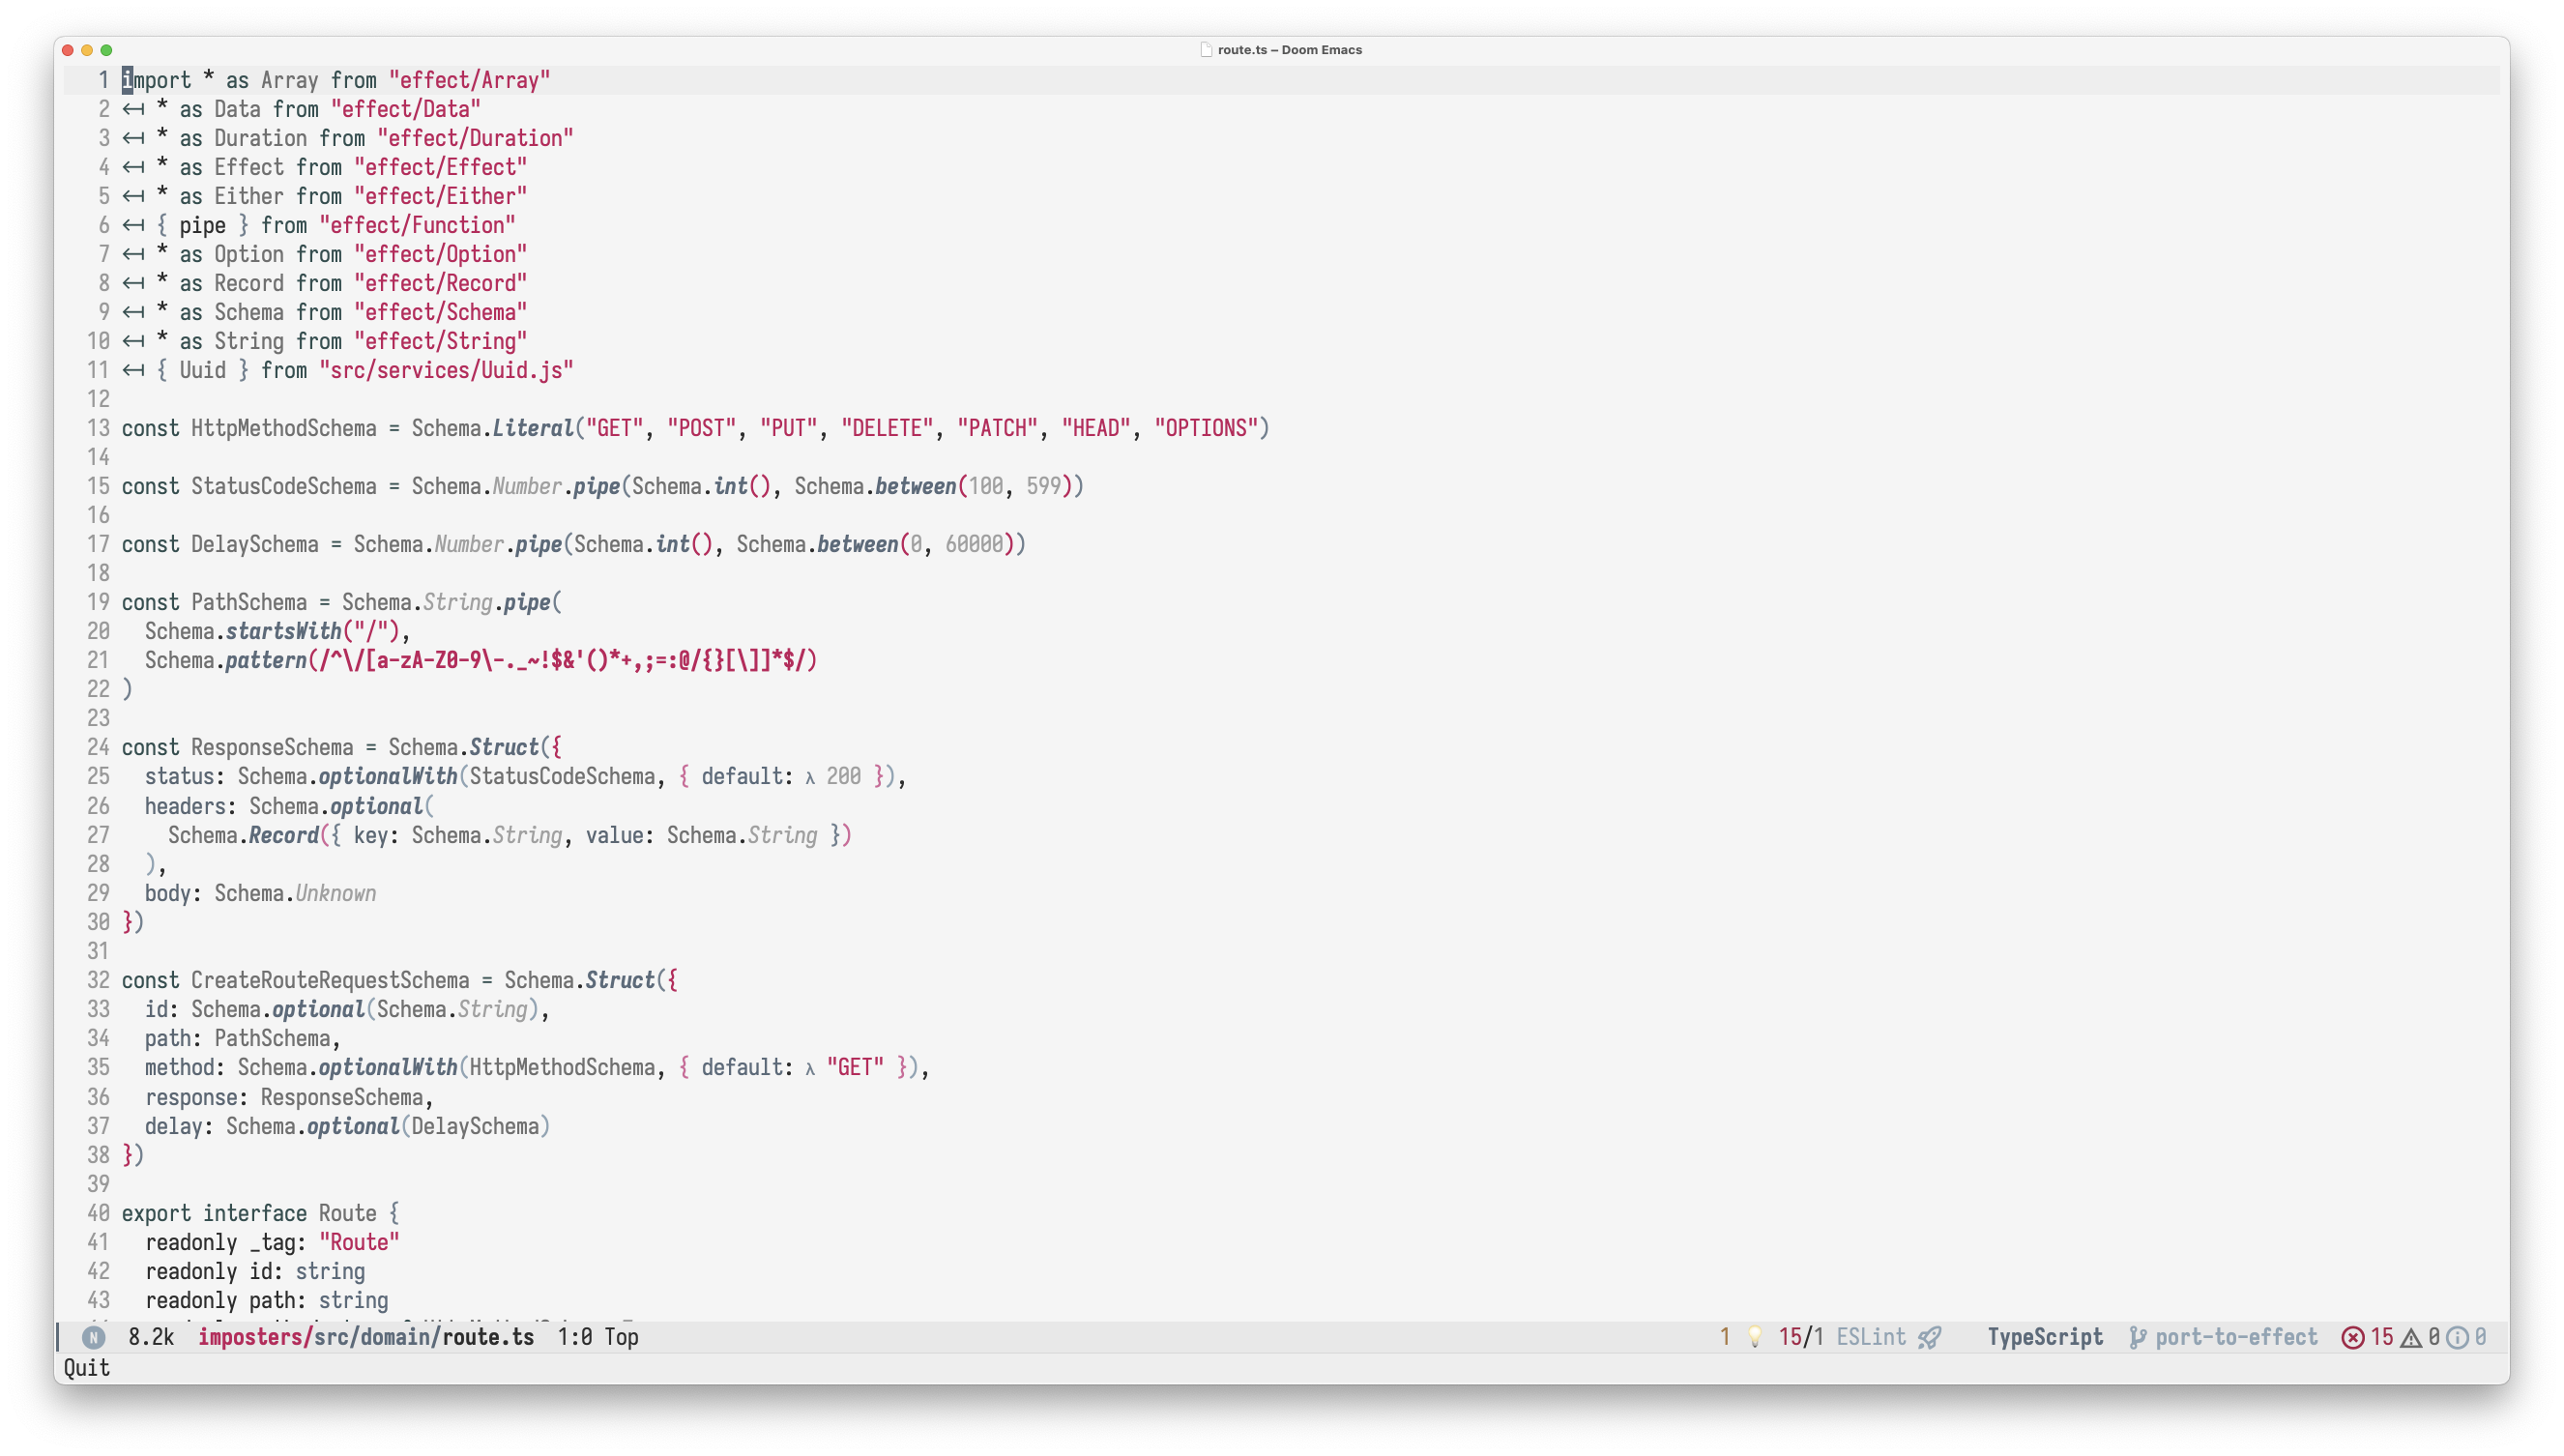 route.ts – Doom Emacs
1 import * as Array from "effect/Array"
2 ↤ * as Data from "effect/Data"
3 ↤ * as Duration from "effect/Duration"
4 ↤ * as Effect from "effect/Effect"
5 ↤ * as Either from "effect/Either"
6 ↤ { pipe } from "effect/Function"
7 ↤ * as Option from "effect/Option"
8 ↤ * as Record from "effect/Record"
9 ↤ * as Schema from "effect/Schema"
10 ↤ * as String from "effect/String"
11 ↤ { Uuid } from "src/services/Uuid.js"
12
13 const HttpMethodSchema = Schema.Literal("GET", "POST", "PUT", "DELETE", "PATCH", "HEAD", "OPTIONS")
14
15 const StatusCodeSchema = Schema.Number.pipe(Schema.int(), Schema.between(100, 599))
16
17 const DelaySchema = Schema.Number.pipe(Schema.int(), Schema.between(0, 60000))
18
19 const PathSchema = Schema.String.pipe(
20   Schema.startsWith("/"),
21   Schema.pattern(/^\/[a-zA-Z0-9\-._~!$&'()*+,;=:@/{}[\]]*$/)
22 )
23
24 const ResponseSchema = Schema.Struct({
25   status: Schema.optionalWith(StatusCodeSchema, { default: λ 200 }),
26   headers: Schema.optional(
27     Schema.Record({ key: Schema.String, value: Schema.String })
28   ),
29   body: Schema.Unknown
30 })
31
32 const CreateRouteRequestSchema = Schema.Struct({
33   id: Schema.optional(Schema.String),
34   path: PathSchema,
35   method: Schema.optionalWith(HttpMethodSchema, { default: λ "GET" }),
36   response: ResponseSchema,
37   delay: Schema.optional(DelaySchema)
38 })
39
40 export interface Route {
41   readonly _tag: "Route"
42   readonly id: string
43   readonly path: string
N 8.2k imposters/src/domain/route.ts 1:0 Top 1 15/1 ESLint TypeScript port-to-effect 15 0 0
Quit